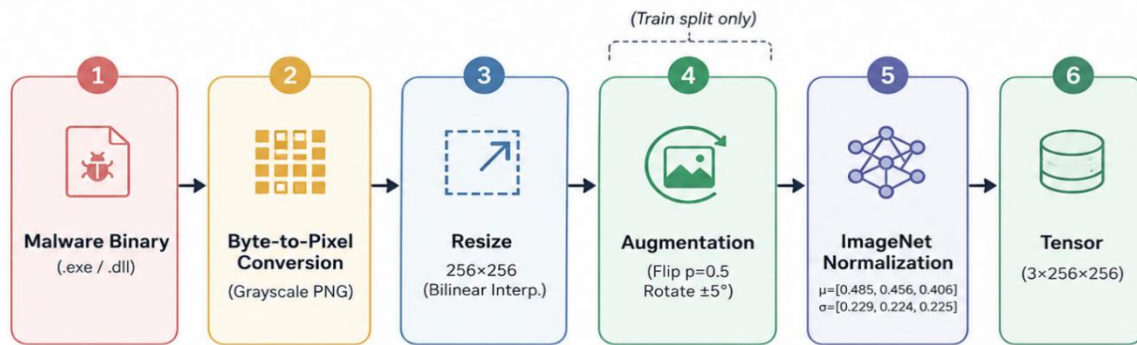 (Train split only)
1
2
3
4
5
6
Malware Binary
(.exe / .dll)
Byte-to-Pixel
Conversion
(Grayscale PNG)
Resize
256×256
(Bilinear Interp.)
Augmentation
(Flip p=0.5
Rotate ±5°)
ImageNet
Normalization
μ=[0.485, 0.456, 0.406]
σ=[0.229, 0.224, 0.225]
Tensor
(3×256×256)